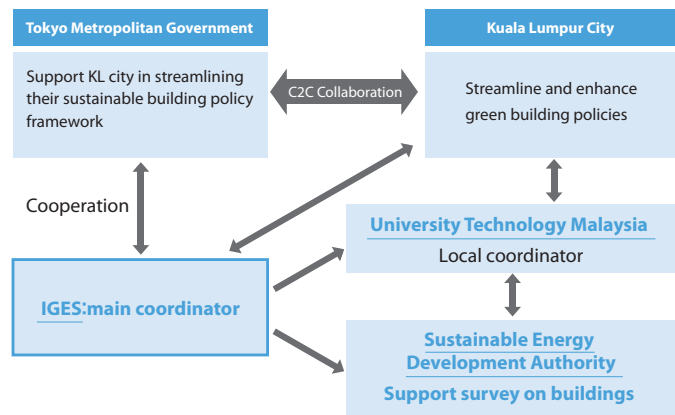 Tokyo Metropolitan Government
Kuala Lumpur City
Support KL city in streamlining
their sustainable building policy
framework
C2C Collaboration
Streamline and enhance
green building policies
Cooperation
University Technology Malaysia
Local coordinator
IGES:main coordinator
Sustainable Energy
Development Authority
Support survey on buildings